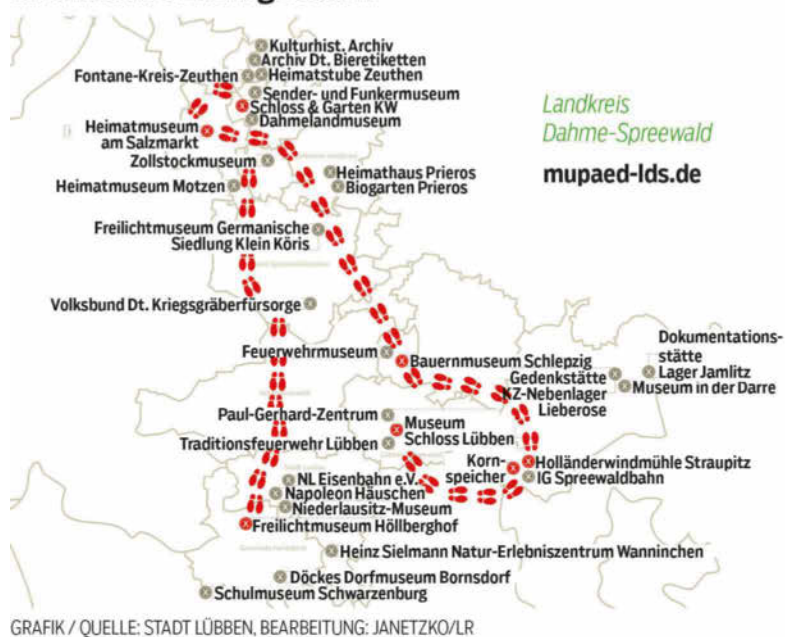 Kulturhist. Archiv
Archiv Dt. Bieretiketten
Fontane-Kreis-Zeuthen
Heimatstube Zeuthen
Sender- und Funkermuseum
Schloss & Garten KW
Dahmelandmuseum
Heimatmuseum
am Salzmarkt
Zollstockmuseum
Heimatmuseum Motzen
Heimathaus Prieros
Biogarten Prieros
Landkreis
Dahme-Spreewald
mupaed-lds.de
Freilichtmuseum Germanische
Siedlung Klein Köris
Volksbund Dt. Kriegsgräberfürsorge
Feuerwehrmuseum
Bauernmuseum Schlepzig
Dokumentations-
stätte
Lager Jamlitz
Gedenkstätte
KZ-Nebenlager
Lieberose
Museum in der Darre
Paul-Gerhard-Zentrum
Museum
Schloss Lübben
Traditionsfeuerwehr Lübben
Korn-
speicher
Holländerwindmühle Straupitz
IG Spreewaldbahn
NL Eisenbahn e.V.
Napoleon Häuschen
Niederlausitz-Museum
Freilichtmuseum Höllberghof
Heinz Sielmann Natur-Erlebniszentrum Wanninchen
Döckes Dorfmuseum Bornsdorf
Schulmuseum Schwarzenburg
GRAFIK / QUELLE: STADT LÜBBEN, BEARBEITUNG: JANETZKO/LR